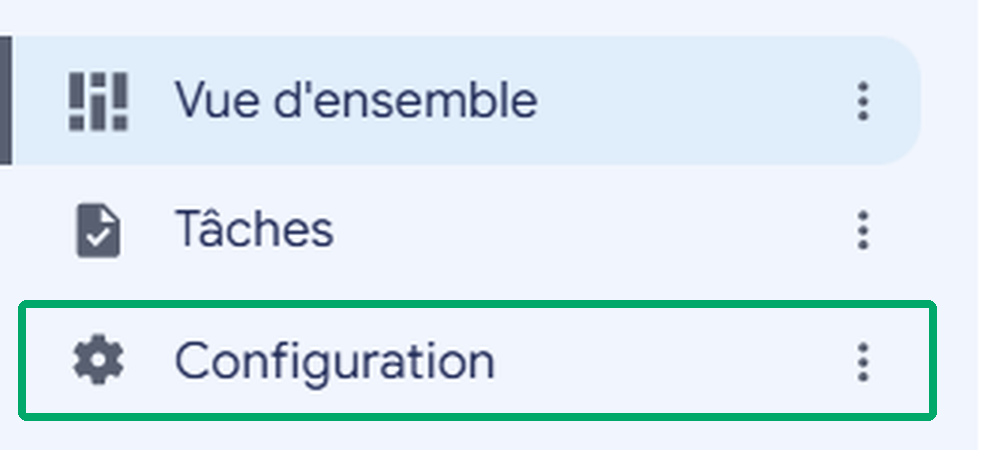 Vue d'ensemble
Tâches
Configuration